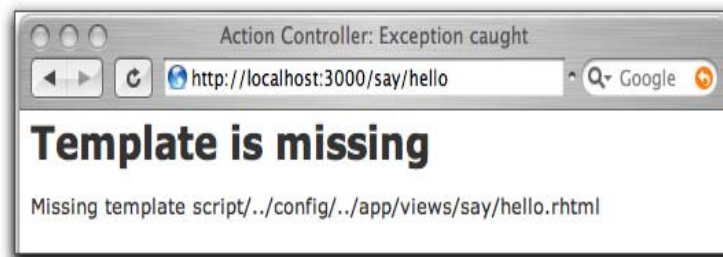 Action Controller: Exception caught
http://localhost:3000/say/hello
Google
Template is missing
Missing template script/../config/../app/views/say/hello.rhtml